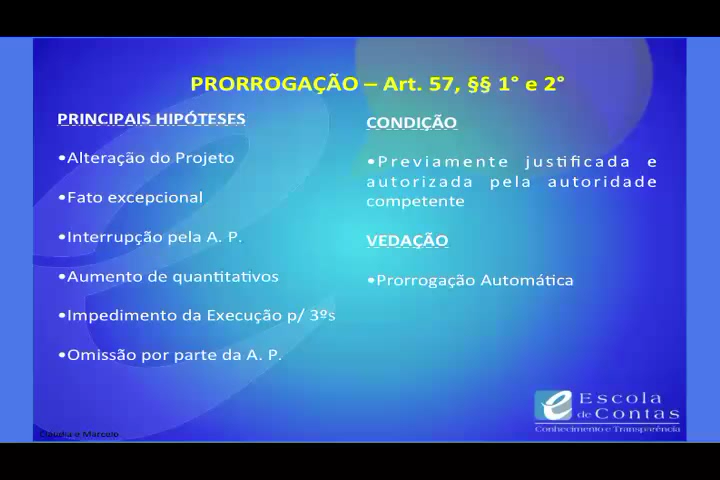 PRORROGAÇÃO – Art. 57, §§ 1° e 2°
PRINCIPAIS HIPÓTESES
•Alteração do Projeto
•Fato excepcional
•Interrupção pela A. P.
•Aumento de quantitativos
•Impedimento da Execução p/ 3ºs
•Omissão por parte da A. P.
CONDIÇÃO
•Previamente justificada e
autorizada pela autoridade
competente
VEDAÇÃO
•Prorrogação Automática
Escola
de Contas
Conhecimento e Transparência
Cláudia e Marcelo